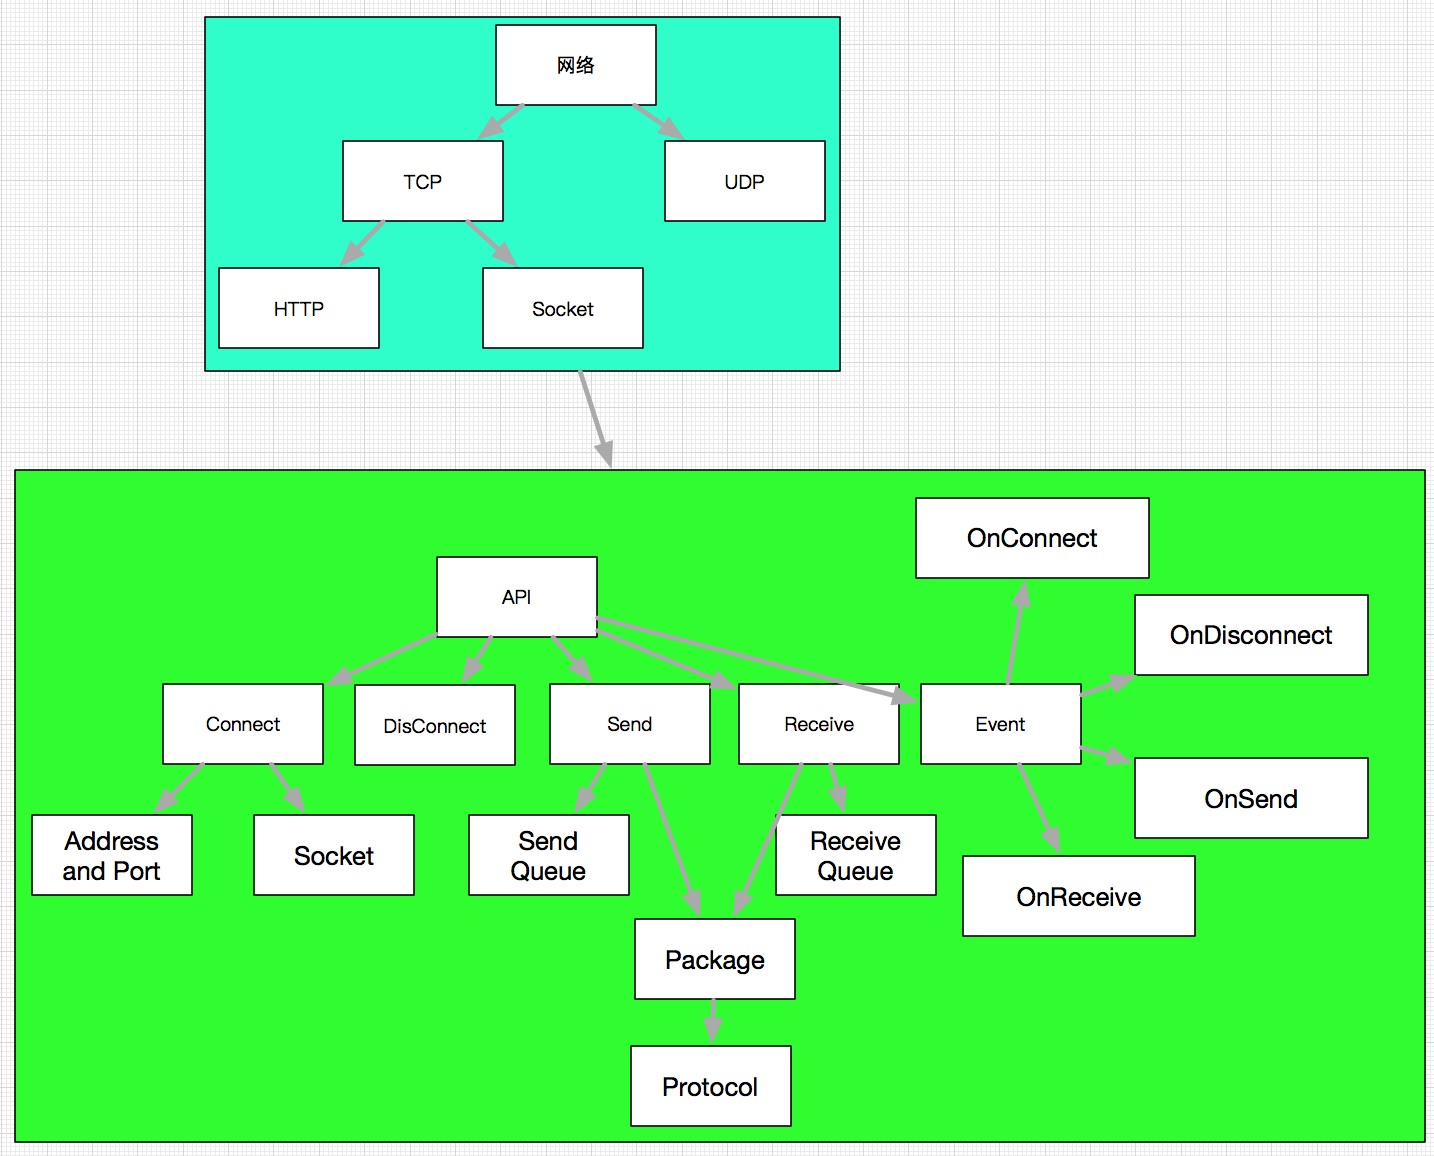 网络
TCP
UDP
HTTP
Socket
OnConnect
API
OnDisconnect
Connect
DisConnect
Send
Receive
Event
OnSend
Address
and Port
Socket
Send
Queue
Receive
Queue
OnReceive
Package
Protocol